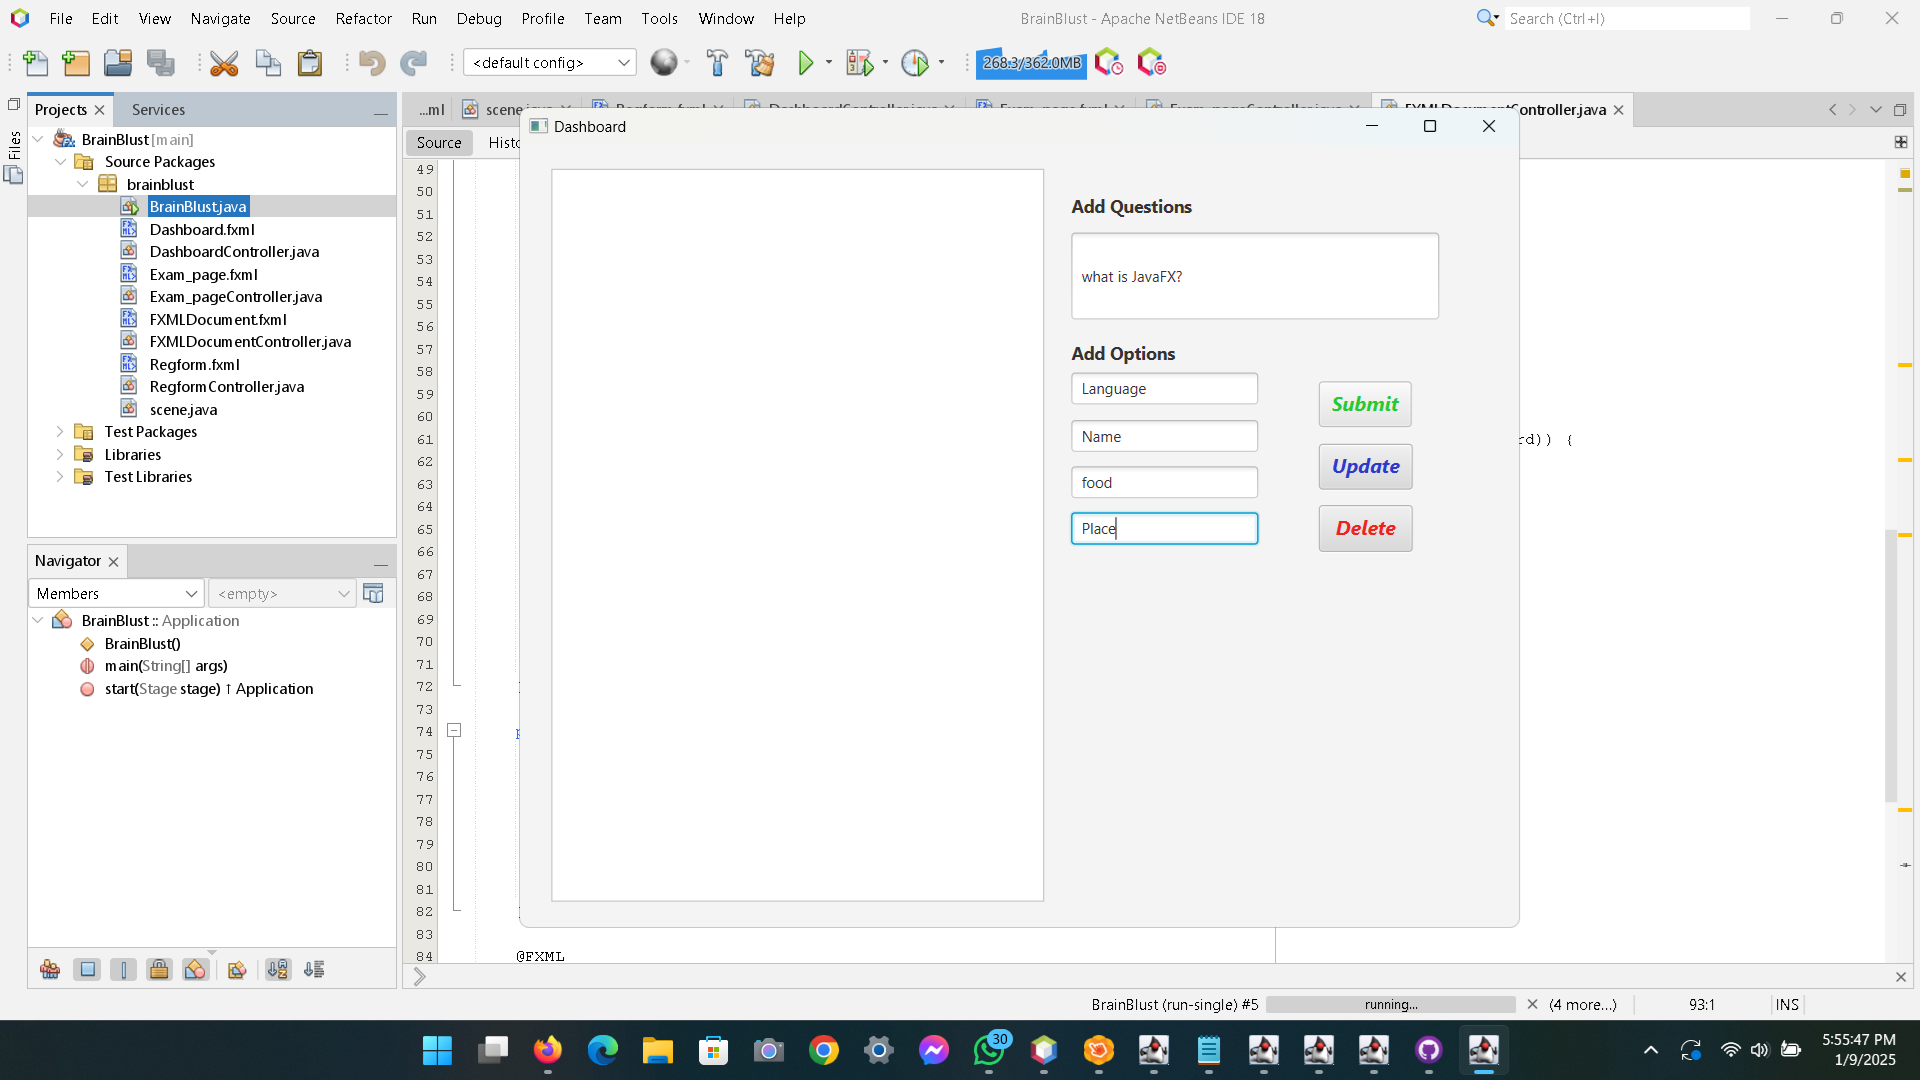 File Edit View Navigate Source Refactor Run Debug Profile Team Tools Window Help
BrainBlust - Apache NetBeans IDE 18
Search (Ctrl+I)
<default config>
268.3/362.0MB
Projects Services
Files
BrainBlust [main]
Source Packages
brainblust
BrainBlust.java
Dashboard.fxml
DashboardController.java
Exam_page.fxml
Exam_pageController.java
FXMLDocument.fxml
FXMLDocumentController.java
Regform.fxml
RegformController.java
scene.java
Test Packages
Libraries
Test Libraries
Navigator
Members
<empty>
BrainBlust :: Application
BrainBlust()
main(String[] args)
start(Stage stage) ↑ Application
...ml
Source
49
50
51
52
53
54
55
56
57
58
59
60
61
62
63
64
65
66
67
68
69
70
71
72
73
74
75
76
77
78
79
80
81
82
83
84
@FXML
rd)) {
Dashboard
Add Questions
what is JavaFX?
Add Options
Language
Name
food
Place
Submit
Update
Delete
BrainBlust (run-single) #5
running...
(4 more...)
93:1
INS
30
5:55:47 PM
1/9/2025